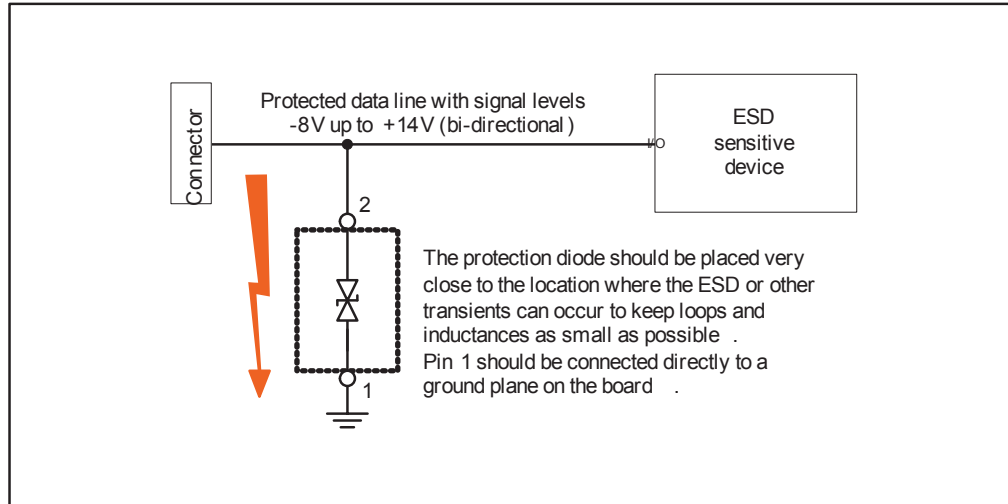 Connector
Protected data line with signal levels
-8V up to +14V (bi-directional)
I/O
ESD
sensitive
device
2
The protection diode should be placed very
close to the location where the ESD or other
transients can occur to keep loops and
inductances as small as possible .
Pin 1 should be connected directly to a
ground plane on the board .
1